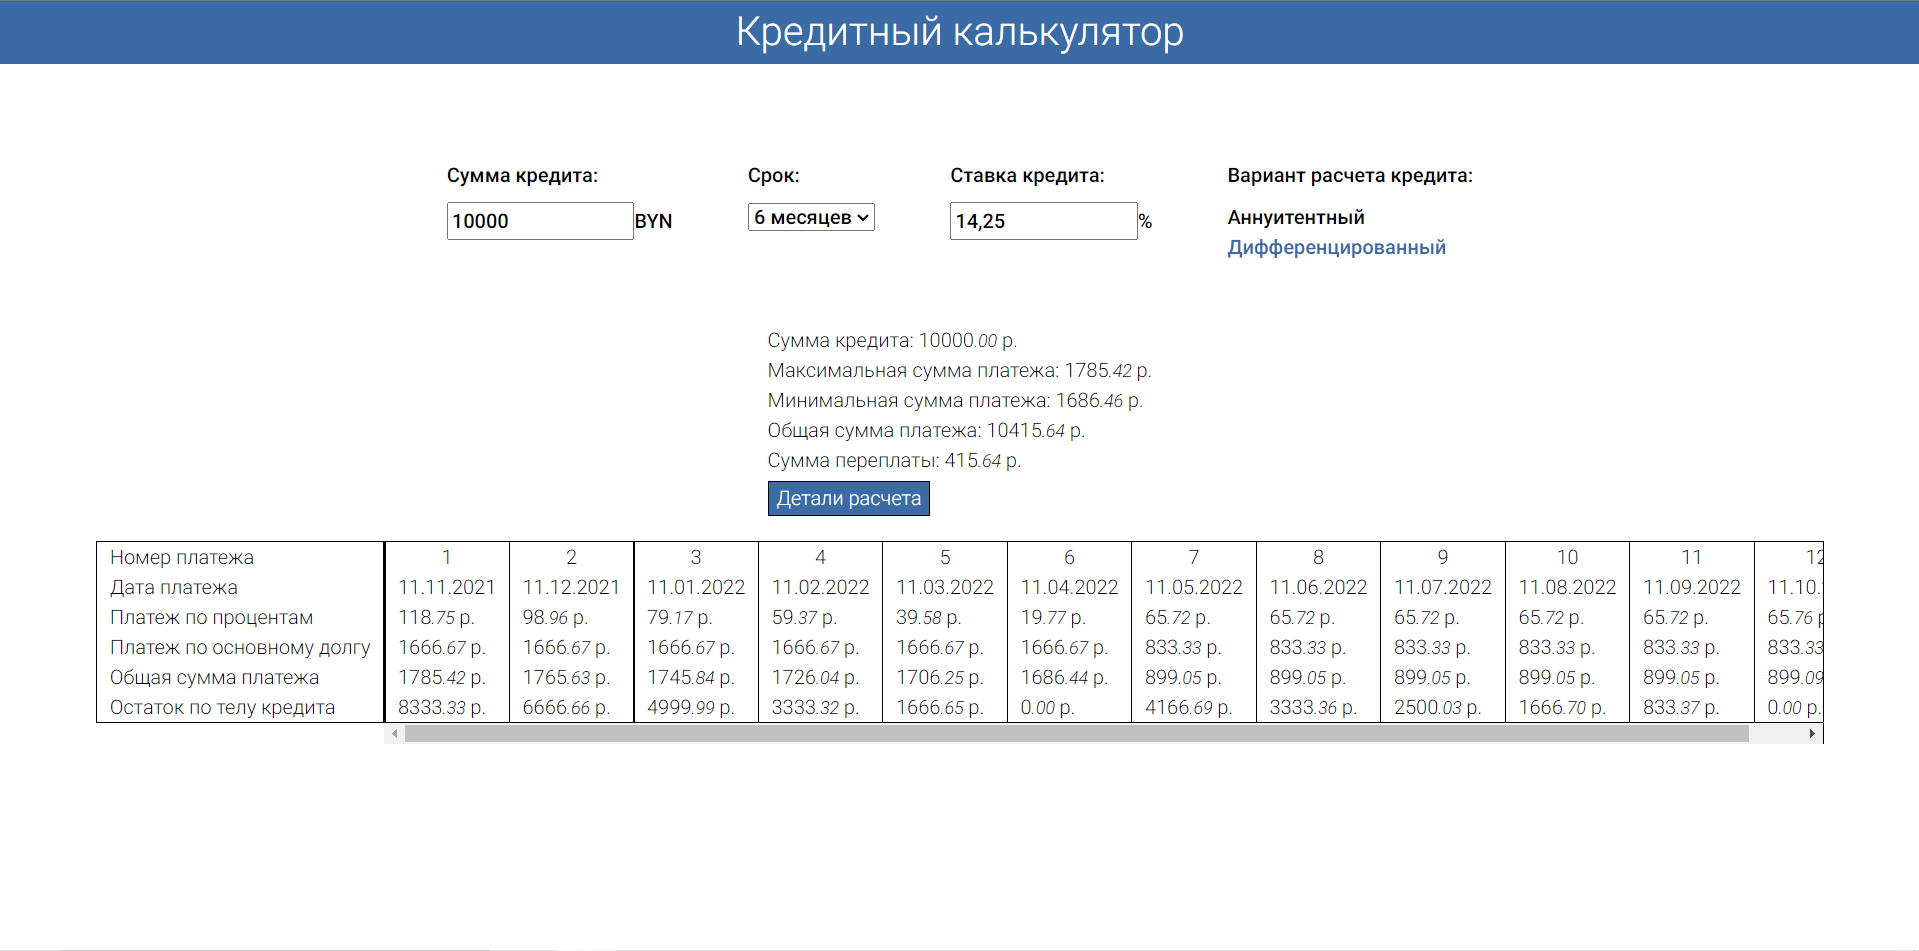 Кредитный калькулятор
Сумма кредита: Срок: Ставка кредита: Вариант расчета кредита:
10000 BYN 6 месяцев 14,25 % Аннуитентный
Дифференцированный
Сумма кредита: 10000.00 р.
Максимальная сумма платежа: 1785.42 р.
Минимальная сумма платежа: 1686.46 р.
Общая сумма платежа: 10415.64 р.
Сумма переплаты: 415.64 р.
Детали расчета
Номер платежа 1 2 3 4 5 6 7 8 9 10 11 12
Дата платежа 11.11.2021 11.12.2021 11.01.2022 11.02.2022 11.03.2022 11.04.2022 11.05.2022 11.06.2022 11.07.2022 11.08.2022 11.09.2022 11.10.
Платеж по процентам 118.75 р. 98.96 р. 79.17 р. 59.37 р. 39.58 р. 19.77 р. 65.72 р. 65.72 р. 65.72 р. 65.72 р. 65.72 р. 65.76 р
Платеж по основному долгу 1666.67 р. 1666.67 р. 1666.67 р. 1666.67 р. 1666.67 р. 1666.67 р. 833.33 р. 833.33 р. 833.33 р. 833.33 р. 833.33 р. 833.33
Общая сумма платежа 1785.42 р. 1765.63 р. 1745.84 р. 1726.04 р. 1706.25 р. 1686.44 р. 899.05 р. 899.05 р. 899.05 р. 899.05 р. 899.05 р. 899.09
Остаток по телу кредита 8333.33 р. 6666.66 р. 4999.99 р. 3333.32 р. 1666.65 р. 0.00 р. 4166.69 р. 3333.36 р. 2500.03 р. 1666.70 р. 833.37 р. 0.00 р.